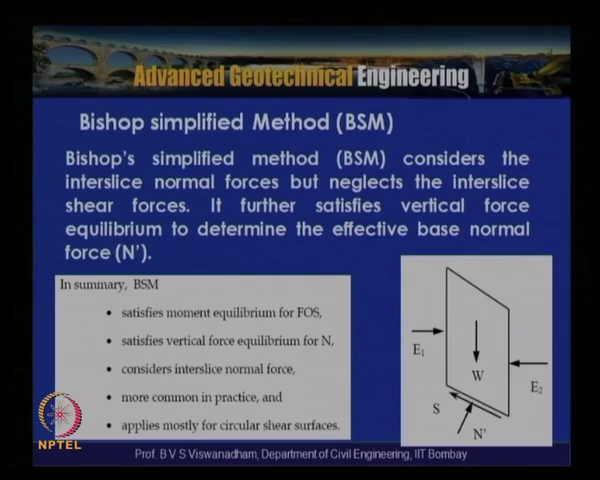 Advanced Geotechnical Engineering
Bishop simplified Method (BSM)
Bishop's simplified method (BSM) considers the
interslice normal forces but neglects the interslice
shear forces. It further satisfies vertical force
equilibrium to determine the effective base normal
force (N').
In summary, BSM
• satisfies moment equilibrium for FOS,
• satisfies vertical force equilibrium for N,
• considers interslice normal force,
• more common in practice, and
• applies mostly for circular shear surfaces.
E1
W
E2
S
N'
NPTEL
Prof. B V S Viswanadham, Department of Civil Engineering, IIT Bombay